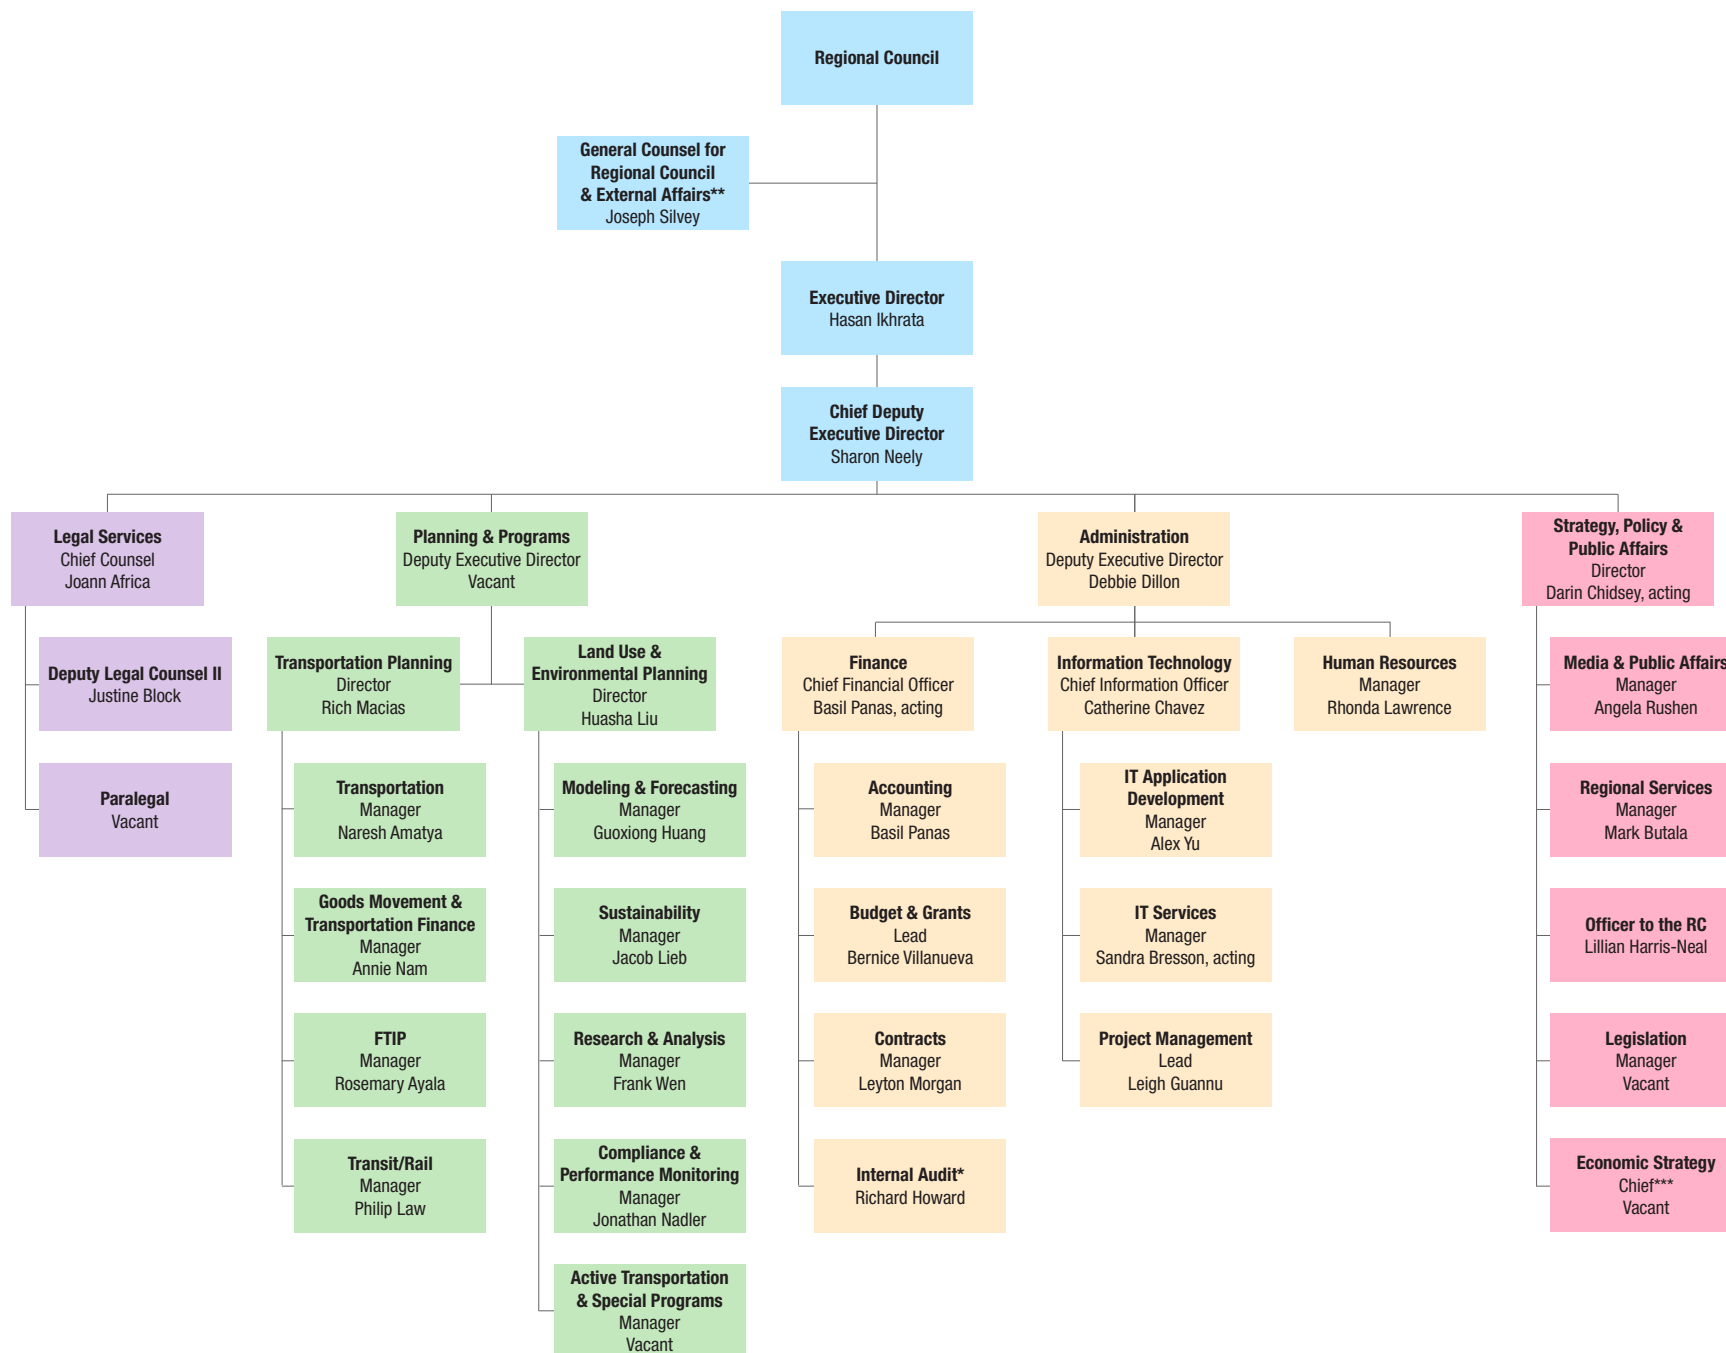 Regional Council
General Counsel for
Regional Council
& External Affairs**
Joseph Silvey
Executive Director
Hasan Ikhrata
Chief Deputy
Executive Director
Sharon Neely
Legal Services
Chief Counsel
Joann Africa
Deputy Legal Counsel II
Justine Block
Paralegal
Vacant
Planning & Programs
Deputy Executive Director
Vacant
Transportation Planning
Director
Rich Macias
Transportation
Manager
Naresh Amatya
Goods Movement &
Transportation Finance
Manager
Annie Nam
FTIP
Manager
Rosemary Ayala
Transit/Rail
Manager
Philip Law
Land Use &
Environmental Planning
Director
Huasha Liu
Modeling & Forecasting
Manager
Guoxiong Huang
Sustainability
Manager
Jacob Lieb
Research & Analysis
Manager
Frank Wen
Compliance &
Performance Monitoring
Manager
Jonathan Nadler
Active Transportation
& Special Programs
Manager
Vacant
Administration
Deputy Executive Director
Debbie Dillon
Finance
Chief Financial Officer
Basil Panas, acting
Accounting
Manager
Basil Panas
Budget & Grants
Lead
Bernice Villanueva
Contracts
Manager
Leyton Morgan
Internal Audit*
Richard Howard
Information Technology
Chief Information Officer
Catherine Chavez
IT Application
Development
Manager
Alex Yu
IT Services
Manager
Sandra Bresson, acting
Project Management
Lead
Leigh Guannu
Human Resources
Manager
Rhonda Lawrence
Strategy, Policy &
Public Affairs
Director
Darin Chidsey, acting
Media & Public Affairs
Manager
Angela Rushen
Regional Services
Manager
Mark Butala
Officer to the RC
Lillian Harris-Neal
Legislation
Manager
Vacant
Economic Strategy
Chief***
Vacant